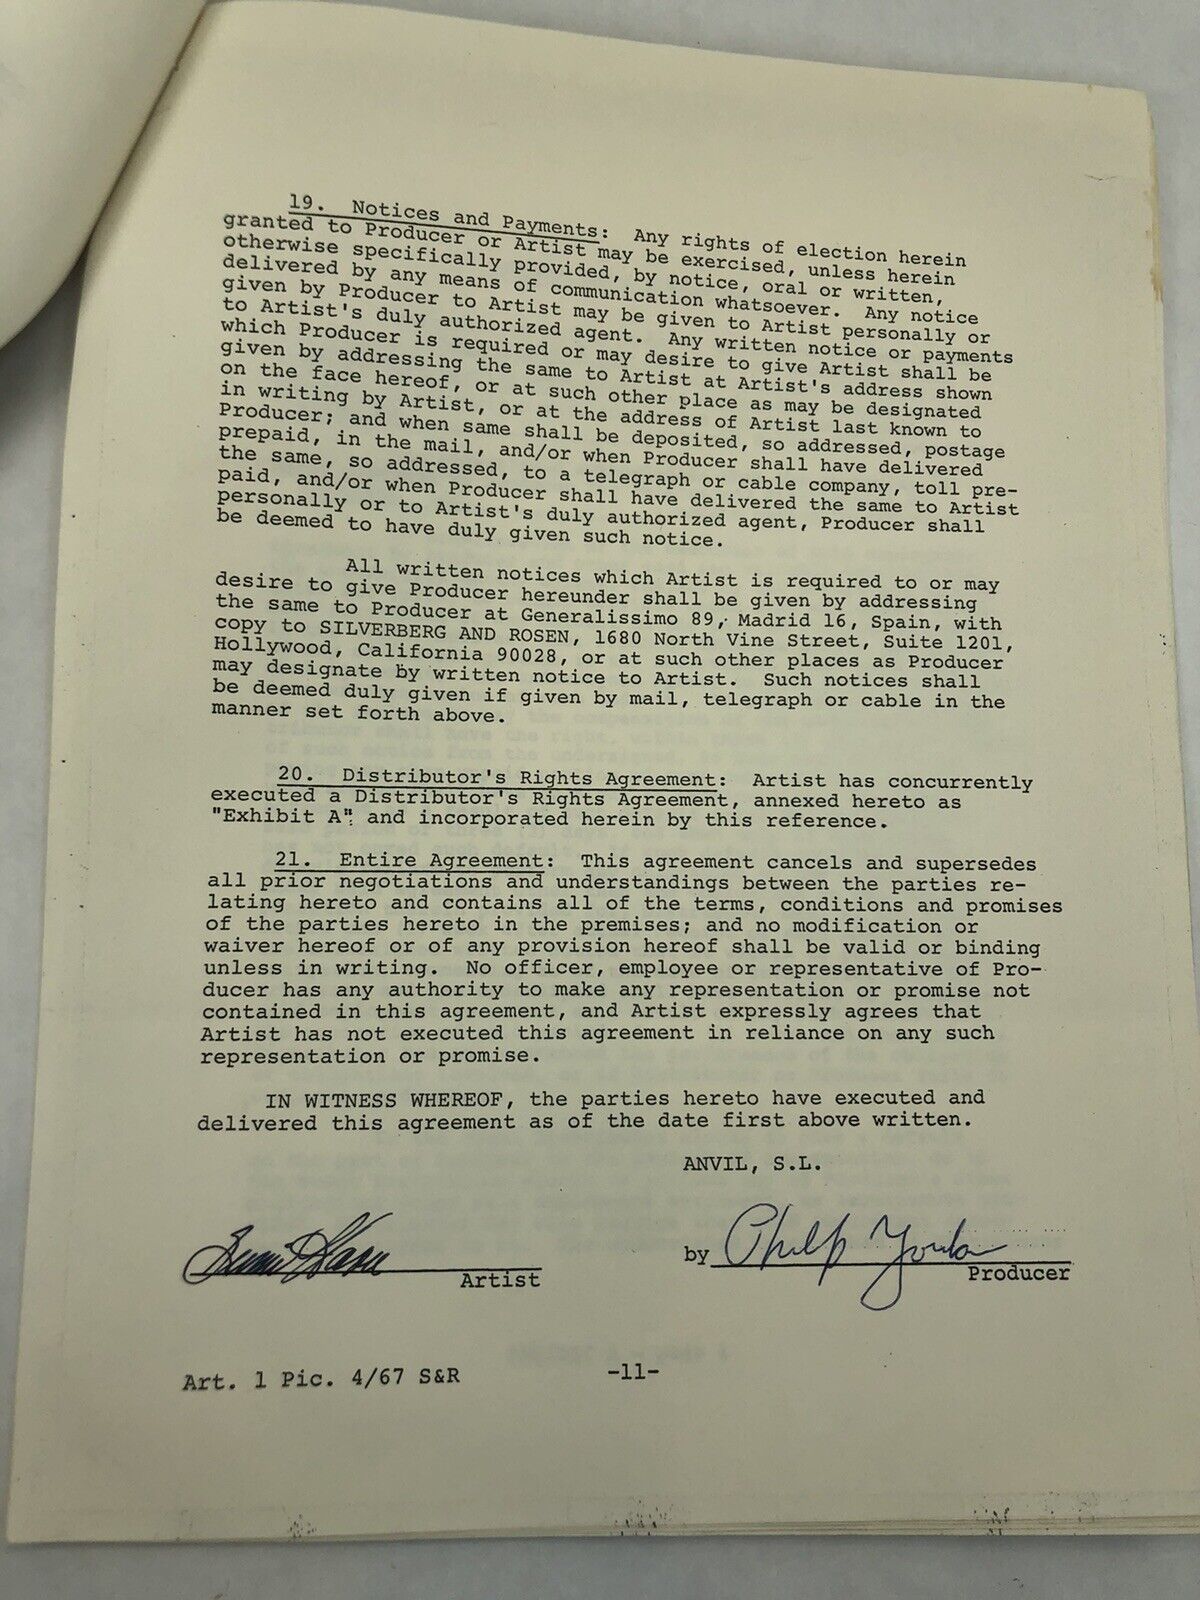 19. Notices and Payments: Any rights of election herein
granted to Producer or Artist may be exercised, unless herein
otherwise specifically provided, by notice, oral or written,
delivered by any means of communication whatsoever. Any notice
given by Producer to Artist may be given to Artist personally or
to Artist's duly authorized agent. Any written notice or payments
which Producer is required or may desire to give Artist shall be
given by addressing the same to Artist at Artist's address shown
on the face hereof, or at such other place as may be designated
in writing by Artist, or at the address of Artist last known to
Producer; and when same shall be deposited, so addressed, postage
prepaid, in the mail, and/or when Producer shall have delivered
the same, so addressed, to a telegraph or cable company, toll pre-
paid, and/or when Producer shall have delivered the same to Artist
personally or to Artist's duly authorized agent, Producer shall
be deemed to have duly given such notice.
All written notices which Artist is required to or may
desire to give Producer hereunder shall be given by addressing
the same to Producer at Generalissimo 89, Madrid 16, Spain, with
copy to SILVERBERG AND ROSEN, 1680 North Vine Street, Suite 1201,
Hollywood, California 90028, or at such other places as Producer
may designate by written notice to Artist. Such notices shall
be deemed duly given if given by mail, telegraph or cable in the
manner set forth above.
20. Distributor's Rights Agreement: Artist has concurrently
executed a Distributor's Rights Agreement, annexed hereto as
"Exhibit A" and incorporated herein by this reference.
21. Entire Agreement: This agreement cancels and supersedes
all prior negotiations and understandings between the parties re-
lating hereto and contains all of the terms, conditions and promises
of the parties hereto in the premises; and no modification or
waiver hereof or of any provision hereof shall be valid or binding
unless in writing. No officer, employee or representative of Pro-
ducer has any authority to make any representation or promise not
contained in this agreement, and Artist expressly agrees that
Artist has not executed this agreement in reliance on any such
representation or promise.
IN WITNESS WHEREOF, the parties hereto have executed and
delivered this agreement as of the date first above written.
ANVIL, S.L.
by Philip Yordan
Artist
Producer
Art. 1 Pic. 4/67 S&R
-11-